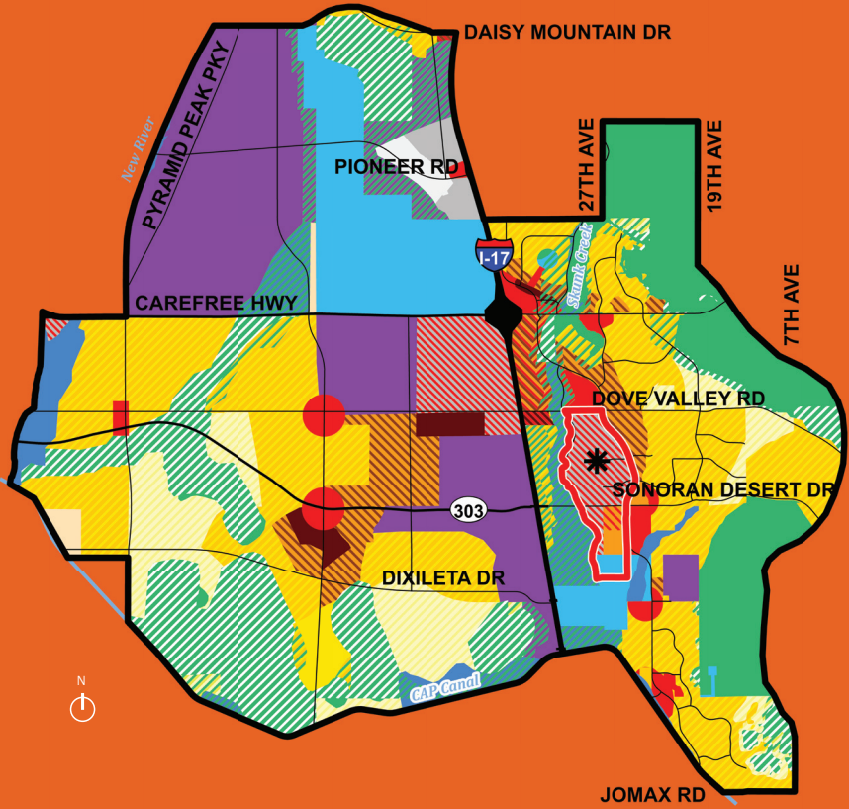 DAISY MOUNTAIN DR
PYRAMID PEAK PKY
New River
PIONEER RD
27TH AVE
19TH AVE
I-17
Skunk Creek
7TH AVE
CAREFREE HWY
DOVE VALLEY RD
SONORAN DESERT DR
303
DIXILETA DR
CAP Canal
N
JOMAX RD